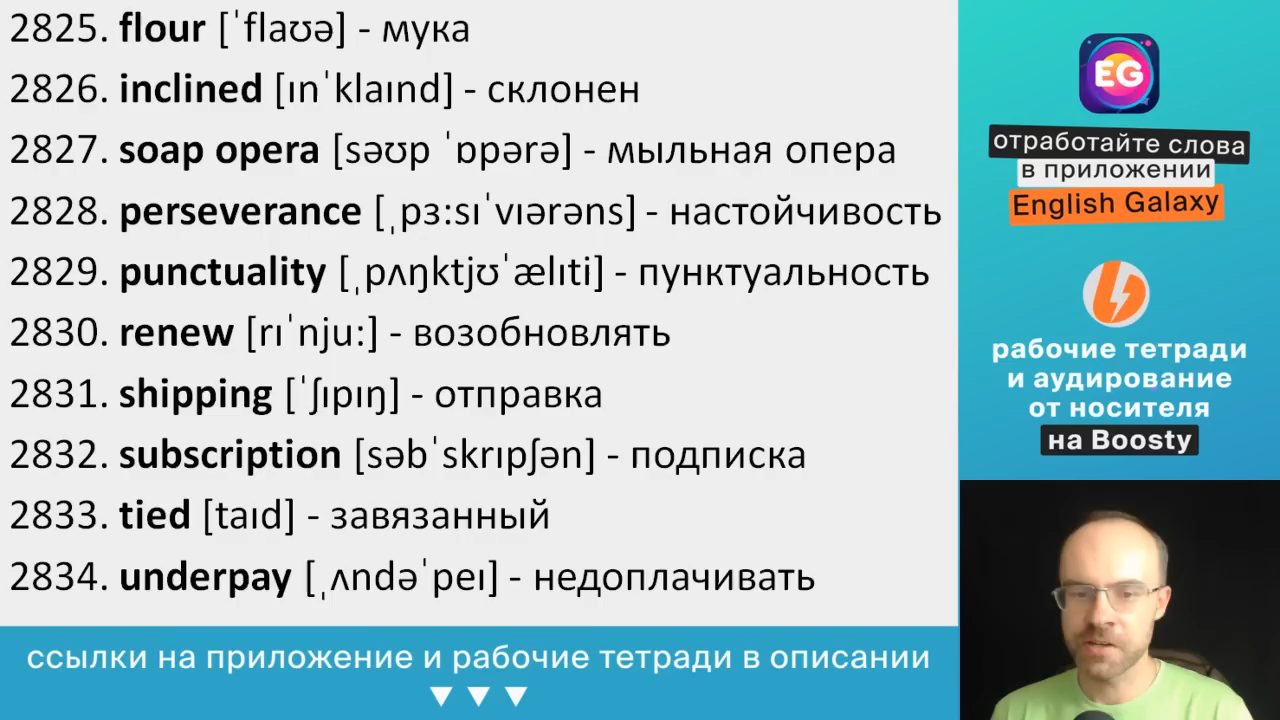 2825. flour [ˈflaʊə] - мука
2826. inclined [ɪnˈklaɪnd] - склонен
2827. soap opera [səʊp ˈɒpərə] - мыльная опера
2828. perseverance [ˌpɜːsɪˈvɪərəns] - настойчивость
2829. punctuality [ˌpʌŋktjʊˈælɪti] - пунктуальность
2830. renew [rɪˈnjuː] - возобновлять
2831. shipping [ˈʃɪpɪŋ] - отправка
2832. subscription [səbˈskrɪpʃən] - подписка
2833. tied [taɪd] - завязанный
2834. underpay [ˌʌndəˈpeɪ] - недоплачивать
ссылки на приложение и рабочие тетради в описании
EG
отработайте слова
в приложении
English Galaxy
рабочие тетради
и аудирование
от носителя
на Boosty